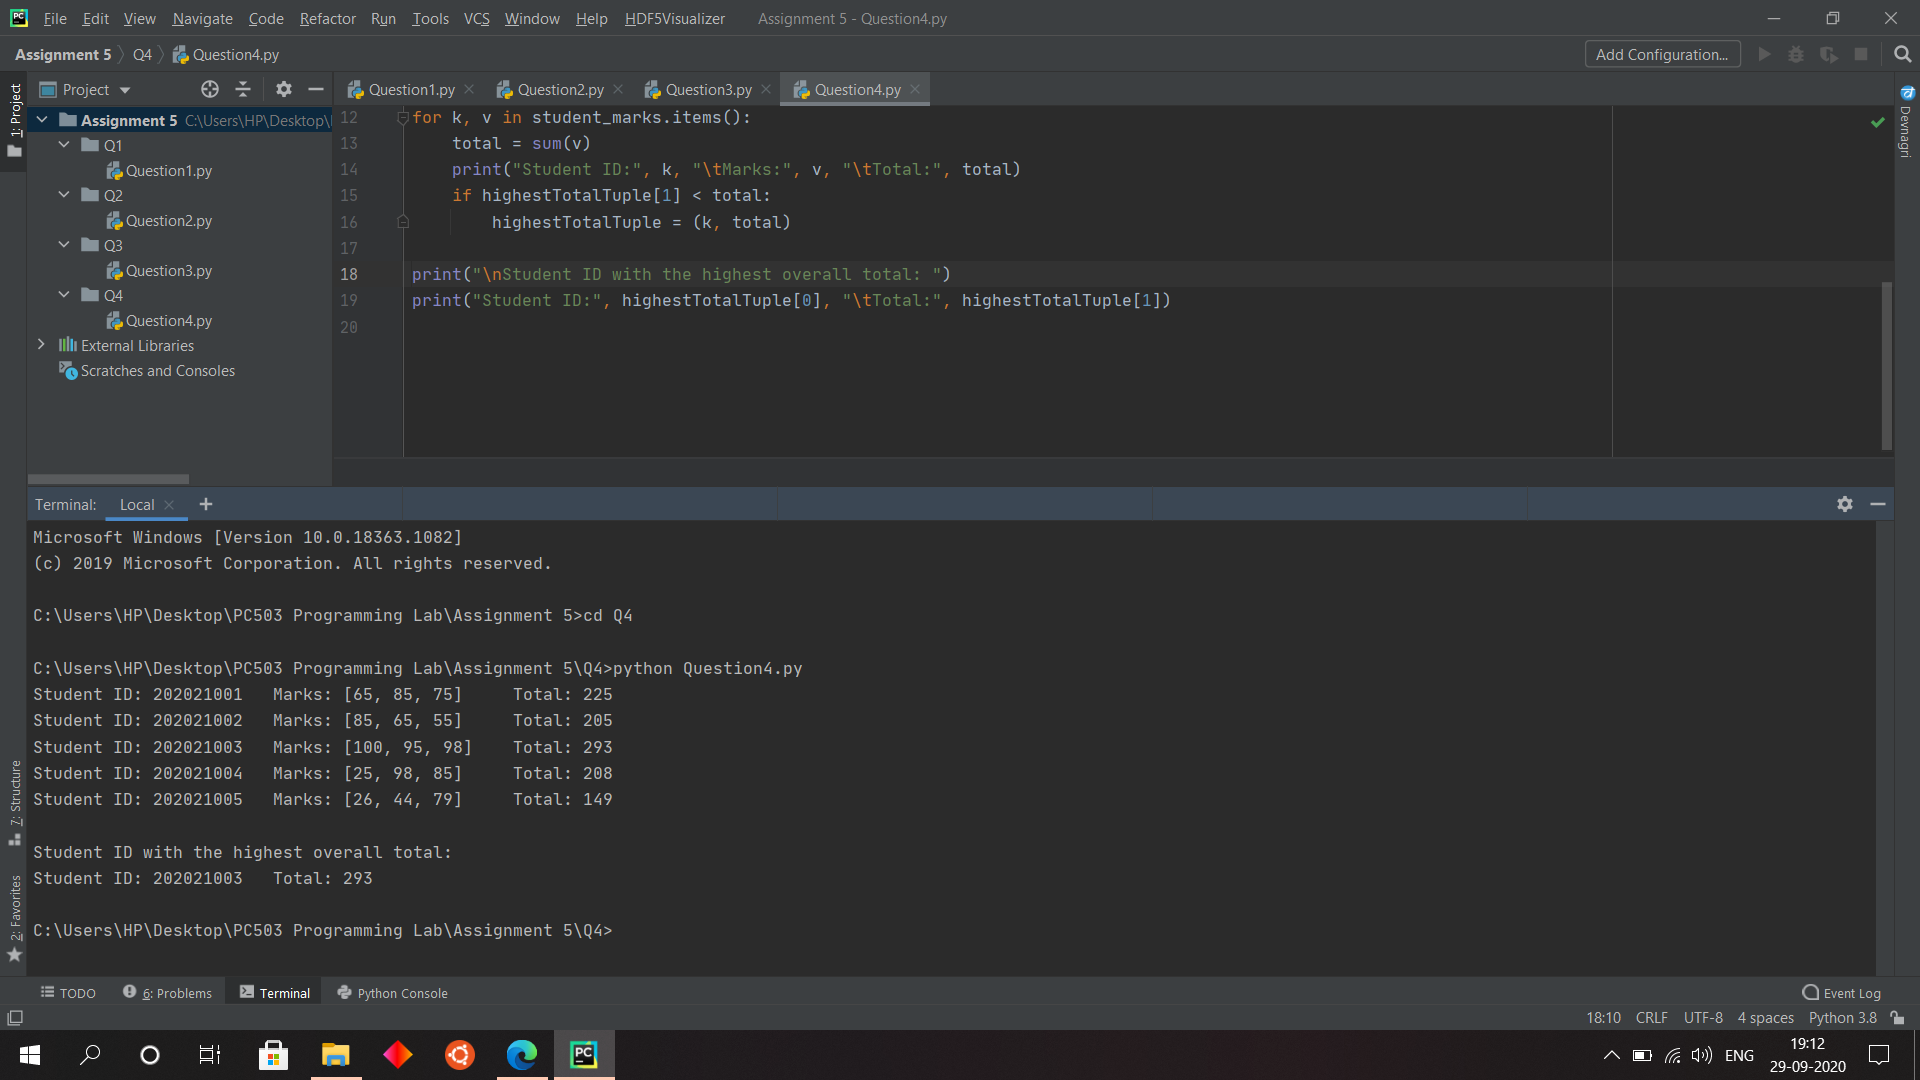 File Edit View Navigate Code Refactor Run Tools VCS Window Help HDF5Visualizer Assignment 5 - Question4.py
Assignment 5 Q4 Question4.py Add Configuration...
1: Project
Project
Assignment 5 C:\Users\HP\Desktop\
Q1
Question1.py
Q2
Question2.py
Q3
Question3.py
Q4
Question4.py
External Libraries
Scratches and Consoles
Question1.py Question2.py Question3.py Question4.py
12 for k, v in student_marks.items():
13 total = sum(v)
14 print("Student ID:", k, "\tMarks:", v, "\tTotal:", total)
15 if highestTotalTuple[1] < total:
16 highestTotalTuple = (k, total)
17
18 print("\nStudent ID with the highest overall total: ")
19 print("Student ID:", highestTotalTuple[0], "\tTotal:", highestTotalTuple[1])
20
Devnagri
Terminal: Local
Microsoft Windows [Version 10.0.18363.1082]
(c) 2019 Microsoft Corporation. All rights reserved.
C:\Users\HP\Desktop\PC503 Programming Lab\Assignment 5>cd Q4
C:\Users\HP\Desktop\PC503 Programming Lab\Assignment 5\Q4>python Question4.py
Student ID: 202021001 Marks: [65, 85, 75] Total: 225
Student ID: 202021002 Marks: [85, 65, 55] Total: 205
Student ID: 202021003 Marks: [100, 95, 98] Total: 293
Student ID: 202021004 Marks: [25, 98, 85] Total: 208
Student ID: 202021005 Marks: [26, 44, 79] Total: 149
Student ID with the highest overall total:
Student ID: 202021003 Total: 293
C:\Users\HP\Desktop\PC503 Programming Lab\Assignment 5\Q4>
7: Structure
2: Favorites
TODO 6: Problems Terminal Python Console Event Log
18:10 CRLF UTF-8 4 spaces Python 3.8
PC ENG 19:12
29-09-2020